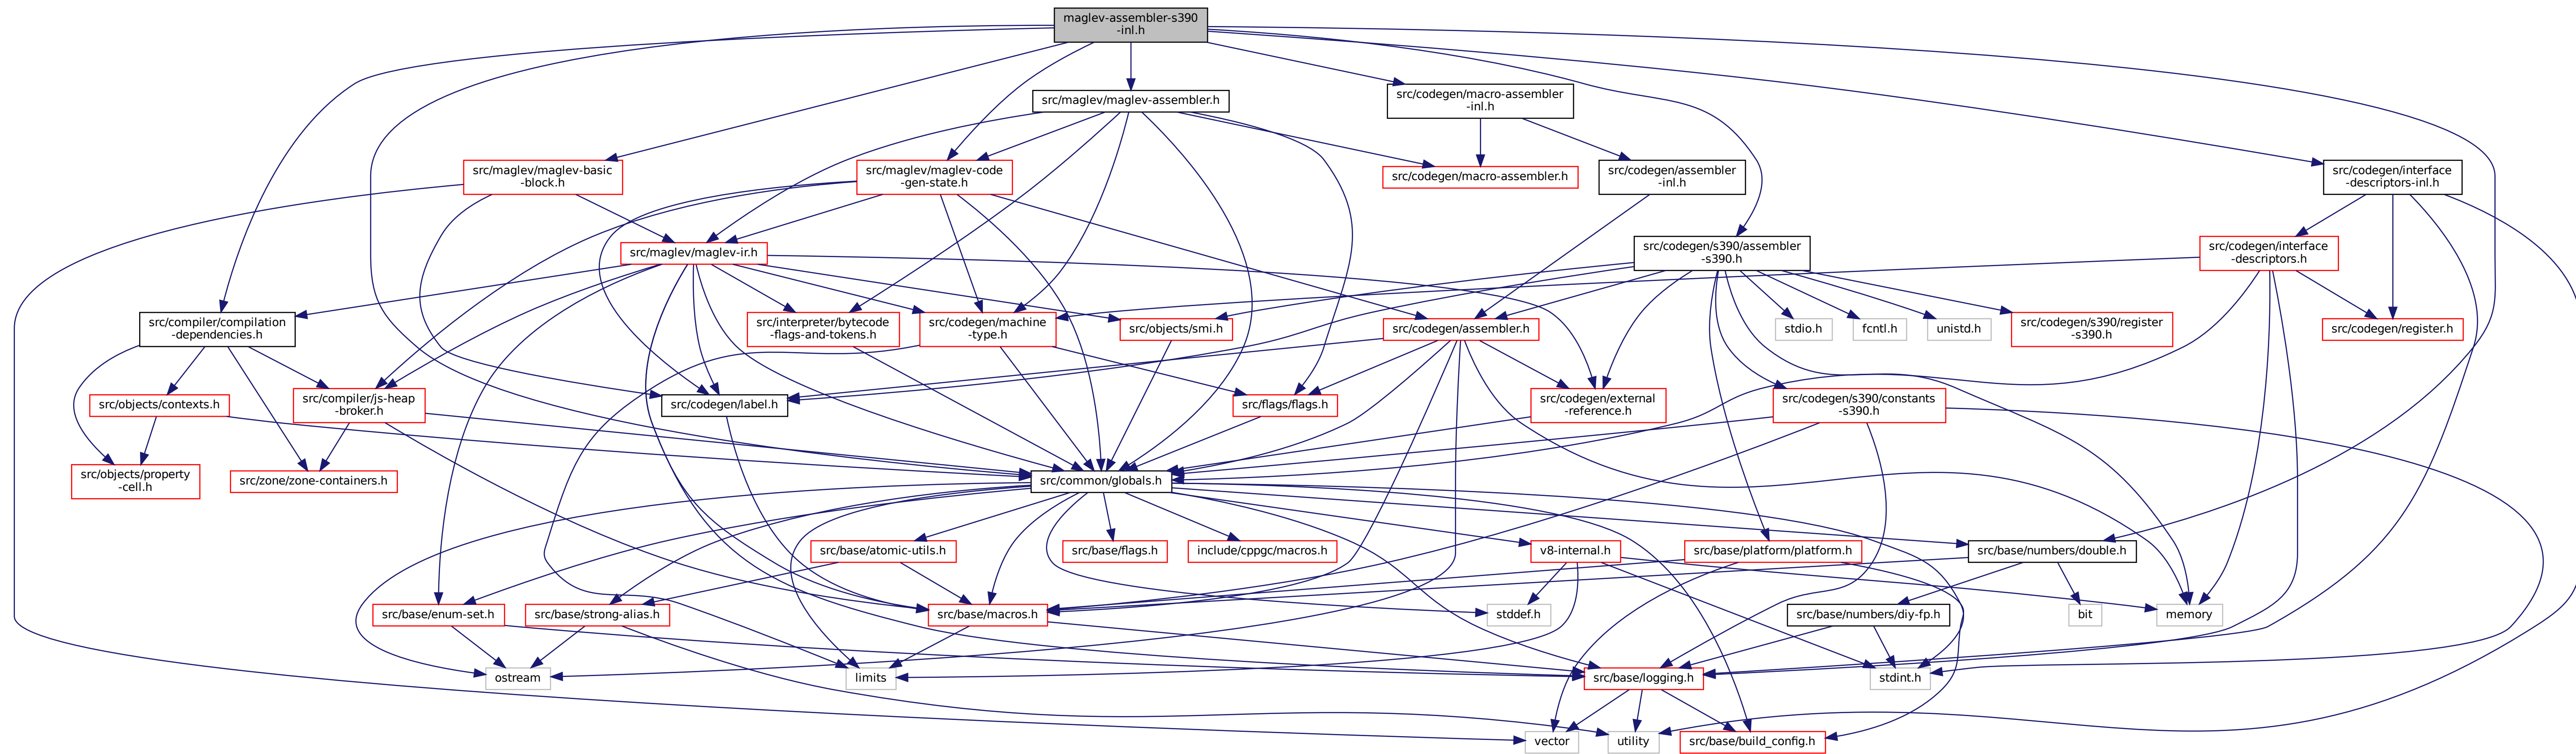 maglev-assembler-s390
-inl.h
src/maglev/maglev-assembler.h
src/codegen/macro-assembler
-inl.h
src/maglev/maglev-basic
-block.h
src/maglev/maglev-code
-gen-state.h
src/codegen/macro-assembler.h
src/codegen/assembler
-inl.h
src/codegen/interface
-descriptors-inl.h
src/maglev/maglev-ir.h
src/codegen/s390/assembler
-s390.h
src/codegen/interface
-descriptors.h
src/compiler/compilation
-dependencies.h
src/interpreter/bytecode
-flags-and-tokens.h
src/codegen/machine
-type.h
src/objects/smi.h
src/codegen/assembler.h
stdio.h
fcntl.h
unistd.h
src/codegen/s390/register
-s390.h
src/codegen/register.h
src/objects/contexts.h
src/compiler/js-heap
-broker.h
src/codegen/label.h
src/flags/flags.h
src/codegen/external
-reference.h
src/codegen/s390/constants
-s390.h
src/objects/property
-cell.h
src/zone/zone-containers.h
src/common/globals.h
src/base/atomic-utils.h
src/base/flags.h
include/cppgc/macros.h
v8-internal.h
src/base/platform/platform.h
src/base/numbers/double.h
src/base/enum-set.h
src/base/strong-alias.h
src/base/macros.h
stddef.h
src/base/numbers/diy-fp.h
bit
memory
ostream
limits
src/base/logging.h
stdint.h
vector
utility
src/base/build_config.h